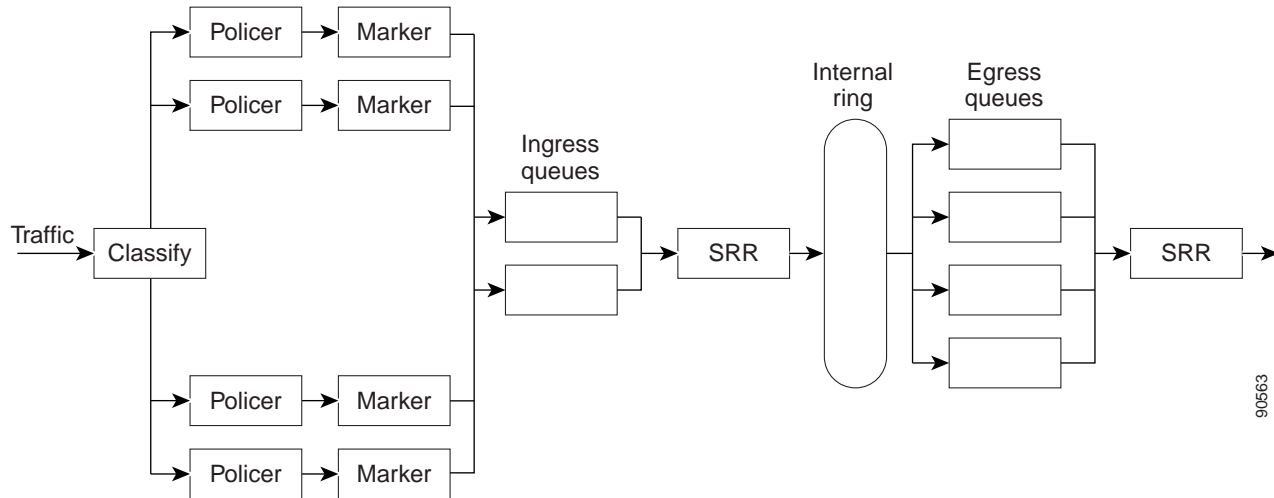 Policer
Marker
Policer
Marker
Internal
ring
Egress
queues
Ingress
queues
Traffic
Classify
SRR
SRR
Policer
Marker
Policer
Marker
90563